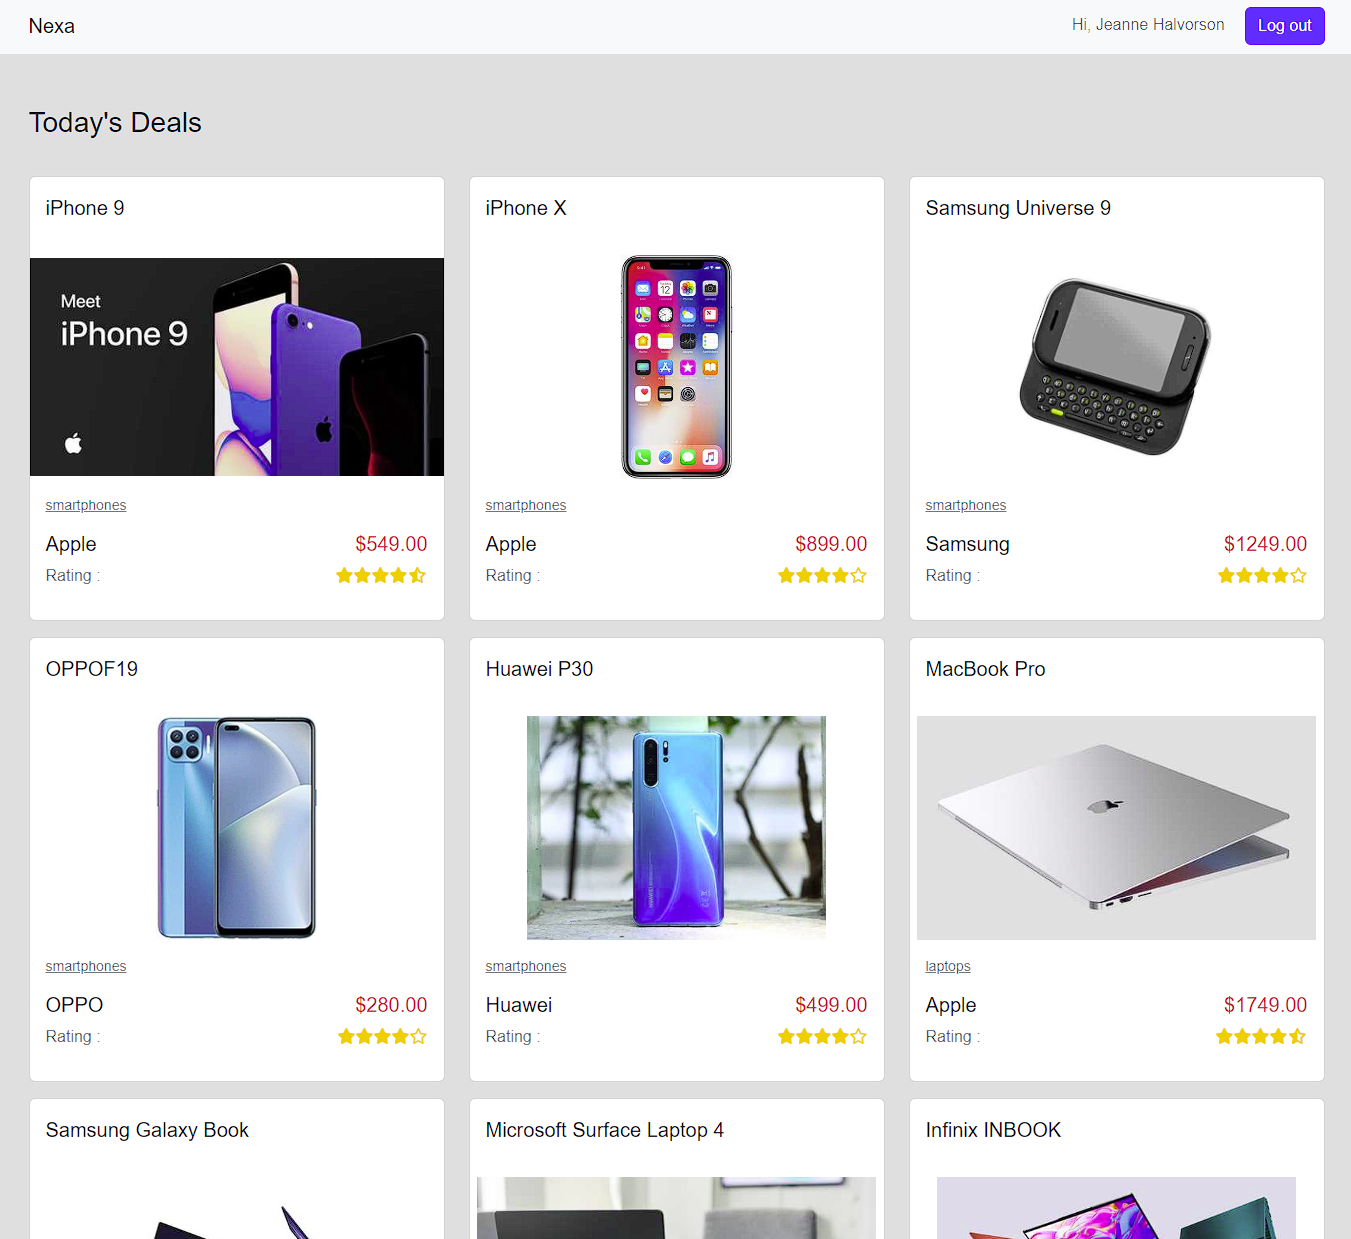 Nexa
Hi, Jeanne Halvorson
Log out
Today's Deals
iPhone 9
Meet
iPhone 9
smartphones
Apple
$549.00
Rating :
iPhone X
smartphones
Apple
$899.00
Rating :
Samsung Universe 9
smartphones
Samsung
$1249.00
Rating :
OPPOF19
smartphones
OPPO
$280.00
Rating :
Huawei P30
smartphones
Huawei
$499.00
Rating :
MacBook Pro
laptops
Apple
$1749.00
Rating :
Samsung Galaxy Book
Microsoft Surface Laptop 4
Infinix INBOOK